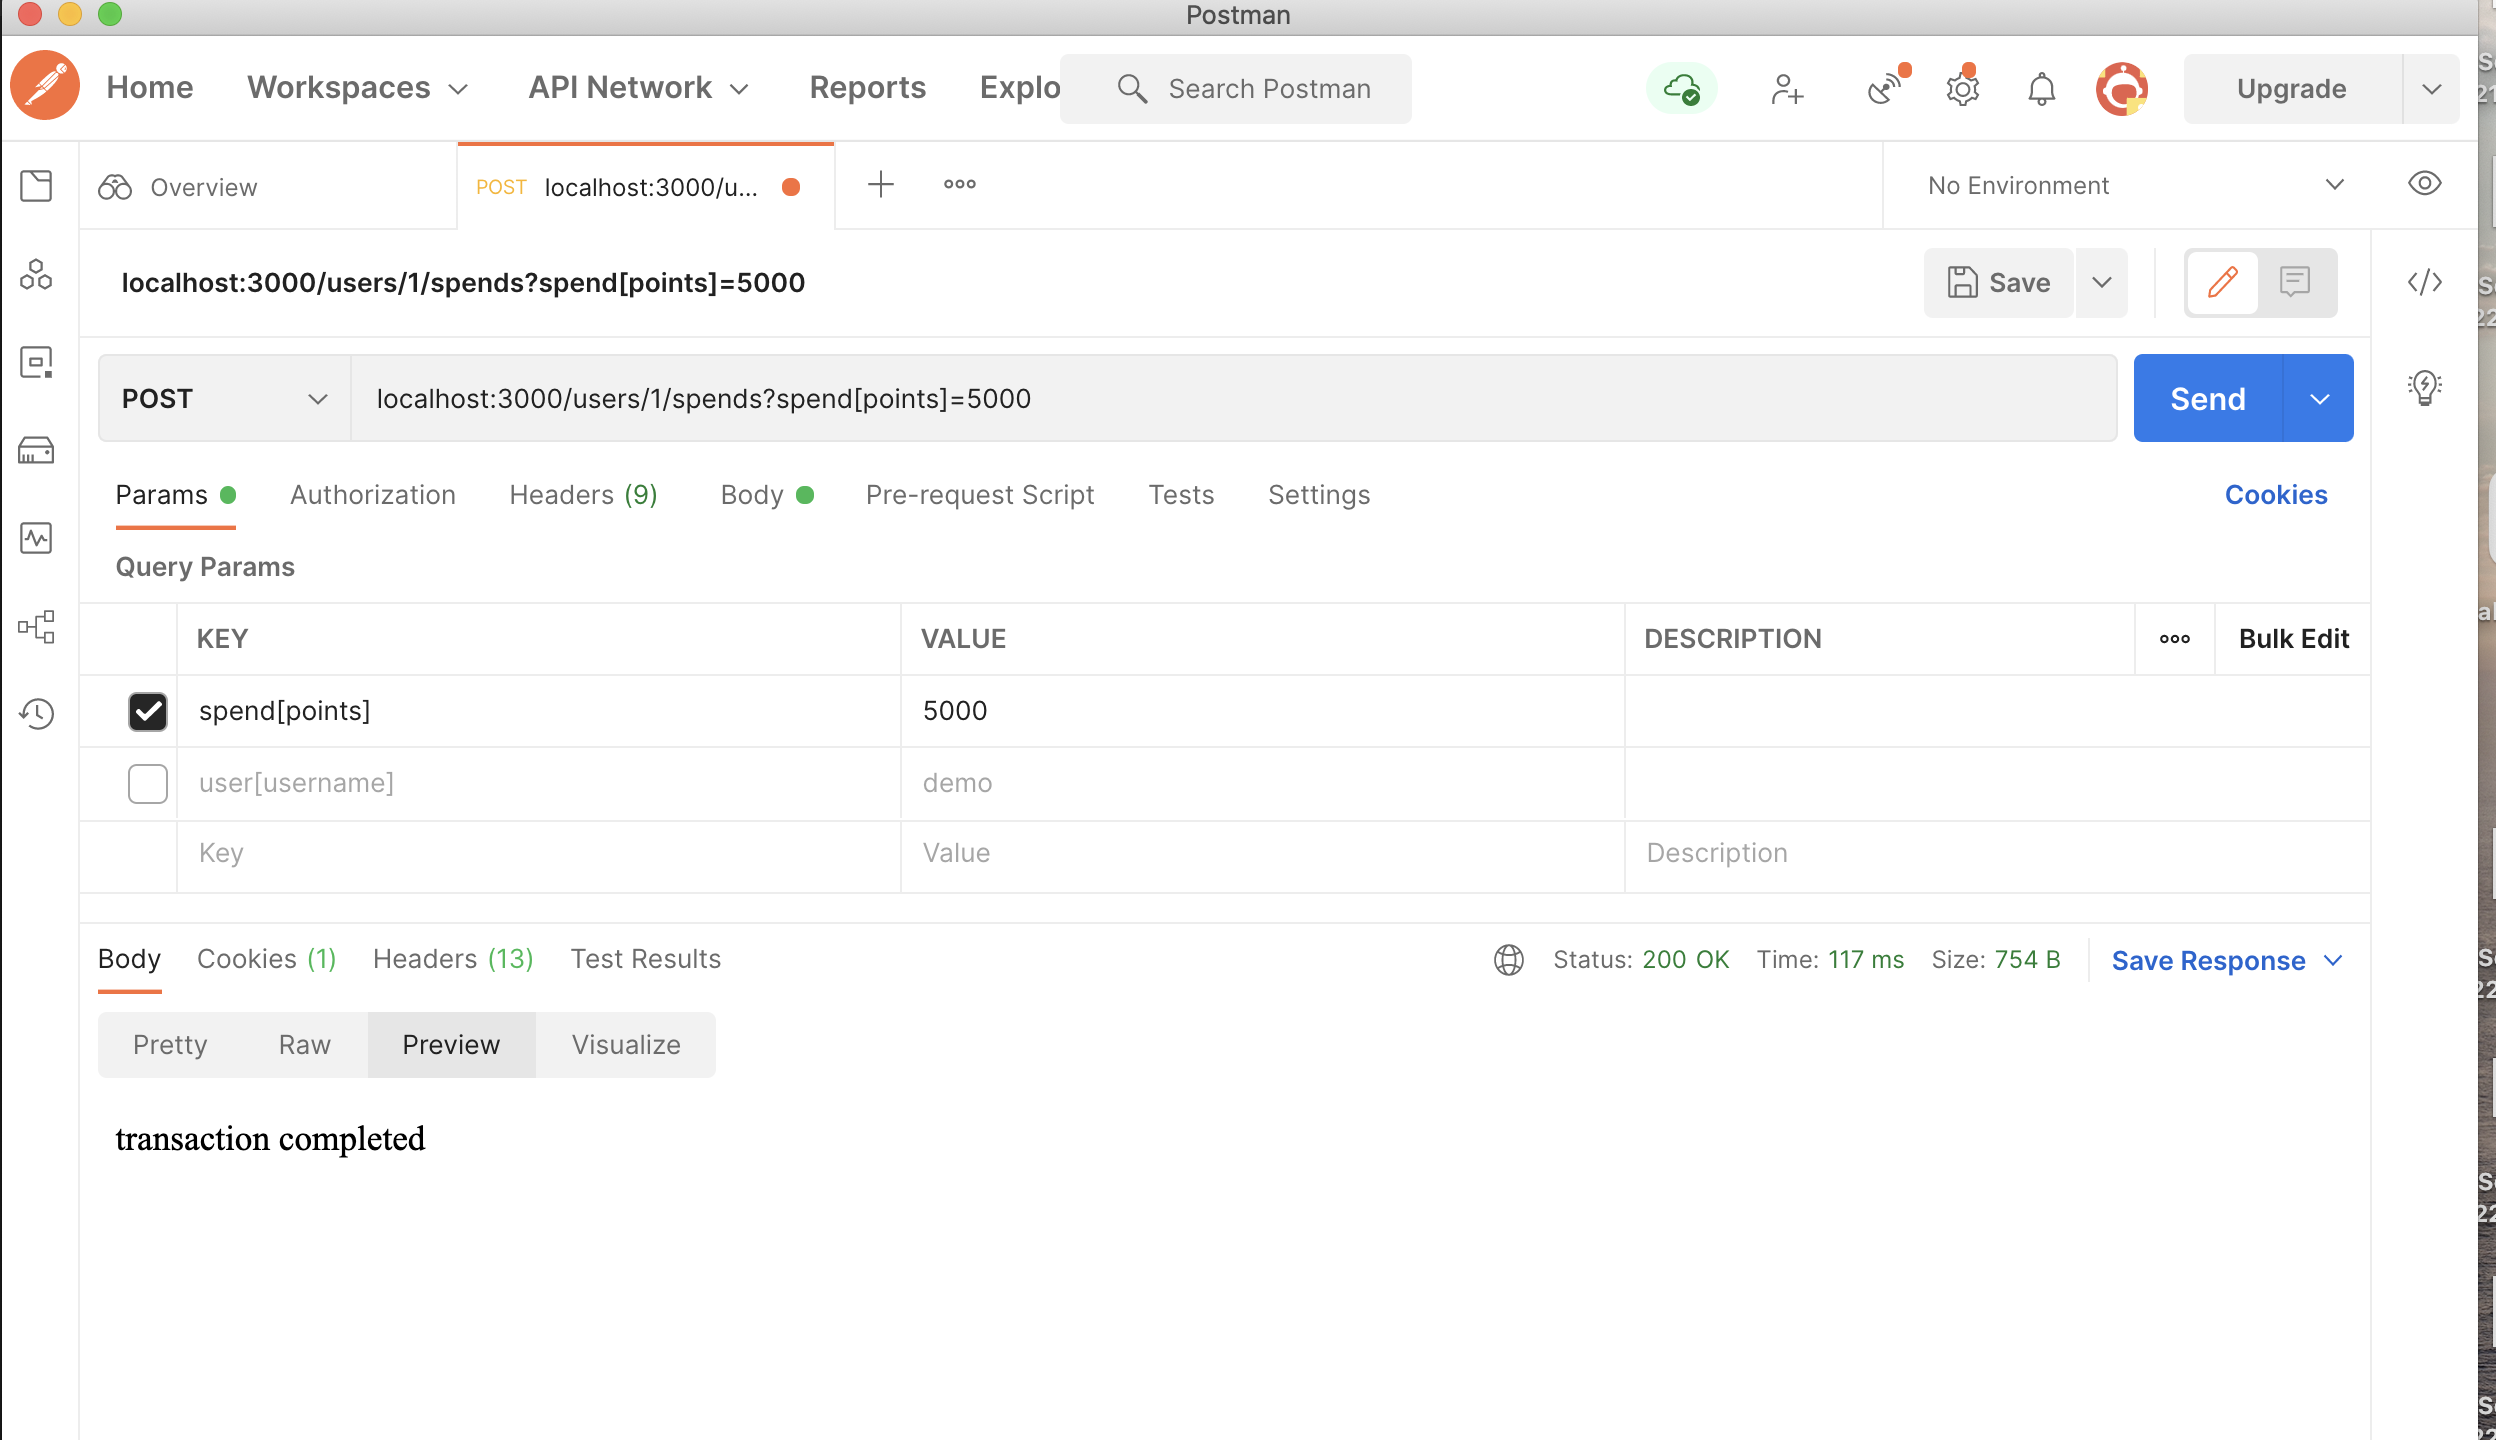 Postman
Home Workspaces API Network Reports Explo Search Postman Upgrade
Overview POST localhost:3000/u... No Environment
localhost:3000/users/1/spends?spend[points]=5000 Save
POST localhost:3000/users/1/spends?spend[points]=5000 Send
Params Authorization Headers (9) Body Pre-request Script Tests Settings Cookies
Query Params
KEY VALUE DESCRIPTION ooo Bulk Edit
spend[points] 5000
user[username] demo
Key Value Description
Body Cookies (1) Headers (13) Test Results Status: 200 OK Time: 117 ms Size: 754 B Save Response
Pretty Raw Preview Visualize
transaction completed